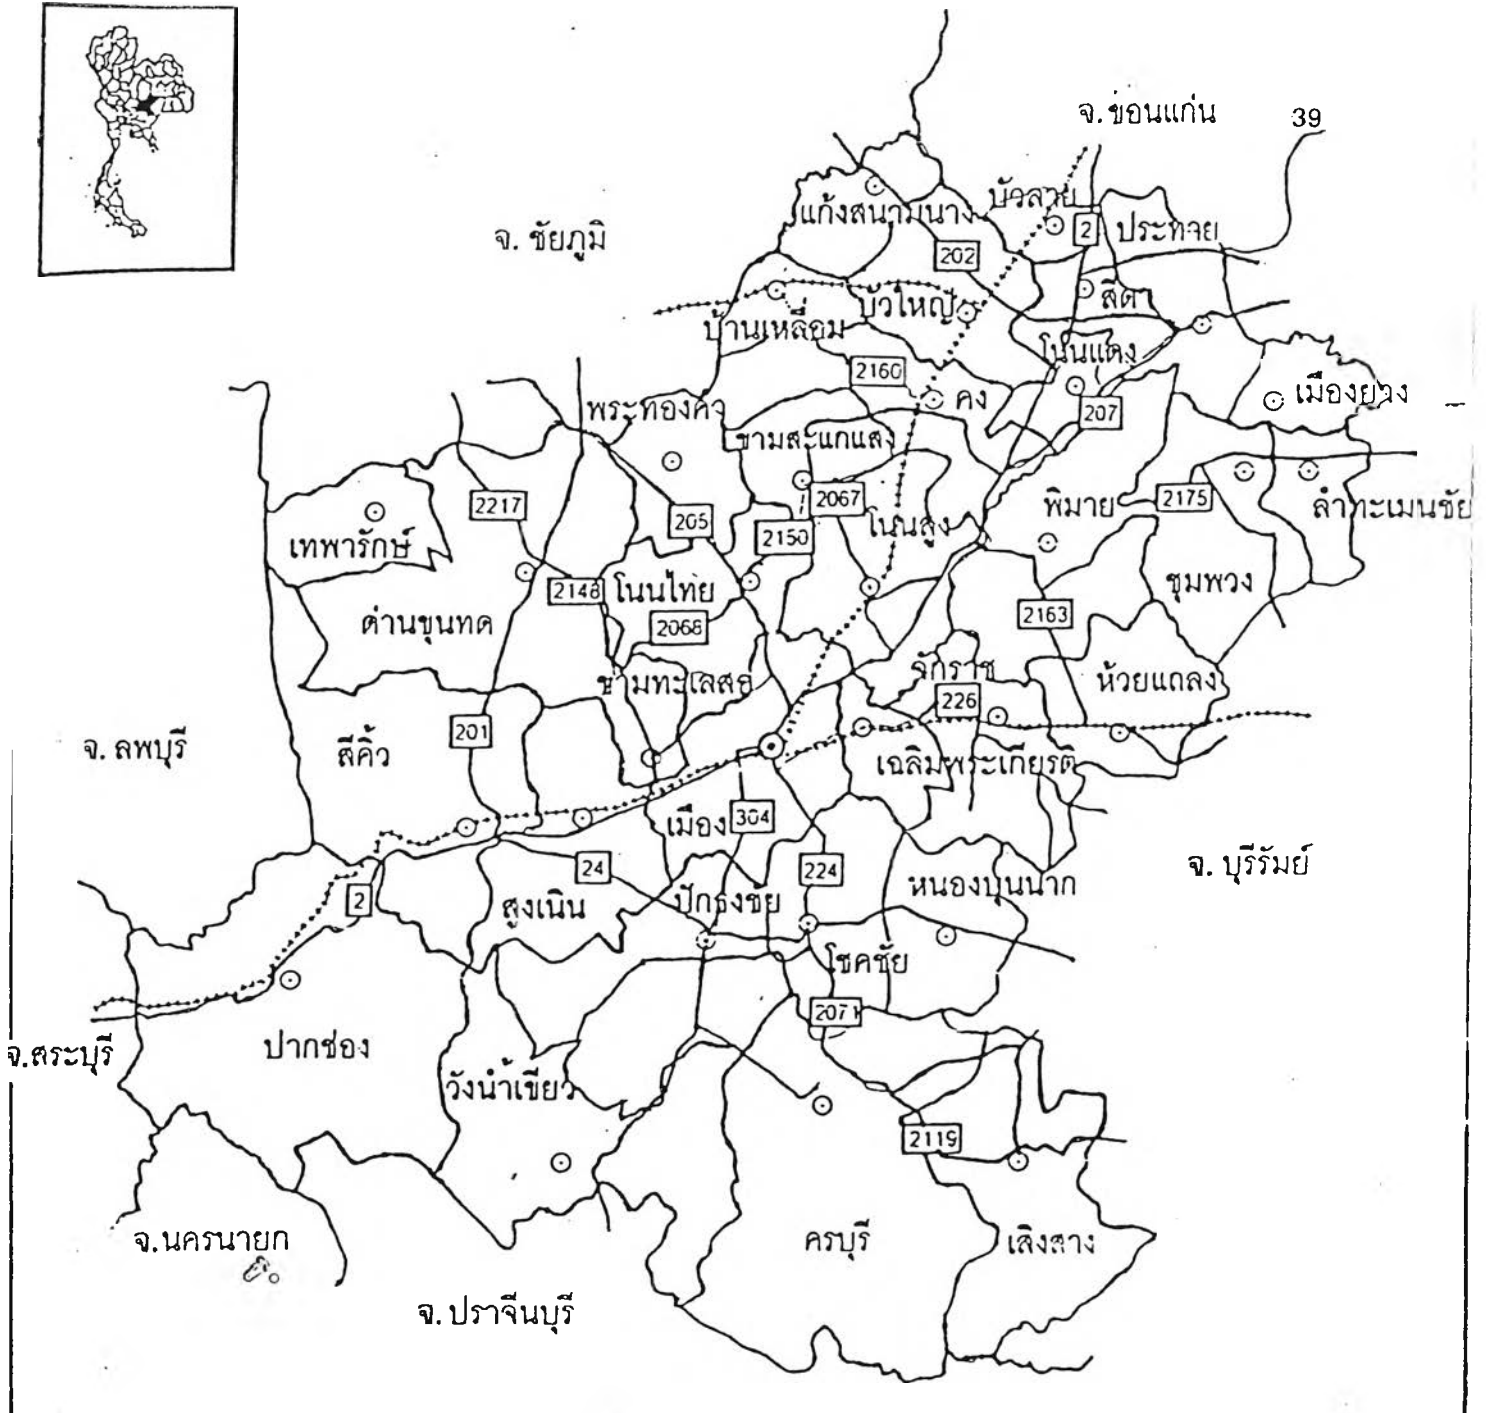 จ.ขอนแก่น
39
บัวลาย
แก้งสนามนาง
2
ประทาย
จ. ชัยภูมิ
202
สีดา
บัวใหญ่
บ้านเหลื่อม
โนนแดง
2160
เมืองยาง
คง
207
พระทองคำ
ขามสะแกแสง
2217
2067
พิมาย
2175
ลำทะเมนชัย
205
โนนสูง
2150
เทพารักษ์
2148
โนนไทย
ชุมพวง
ด่านขุนทด
2068
2163
จักราช
ขามทะเลสอ
ห้วยแถลง
226
201
จ. ลพบุรี
สีคิ้ว
เฉลิมพระเกียรติ
เมือง
304
24
224
จ. บุรีรัมย์
2
หนองบุนนาก
สูงเนิน
ปักธงชัย
โชคชัย
2071
จ.สระบุรี
ปากช่อง
วังน้ำเขียว
2119
จ.นครนายก
ครบุรี
เสิงสาง
จ.ปราจีนบุรี